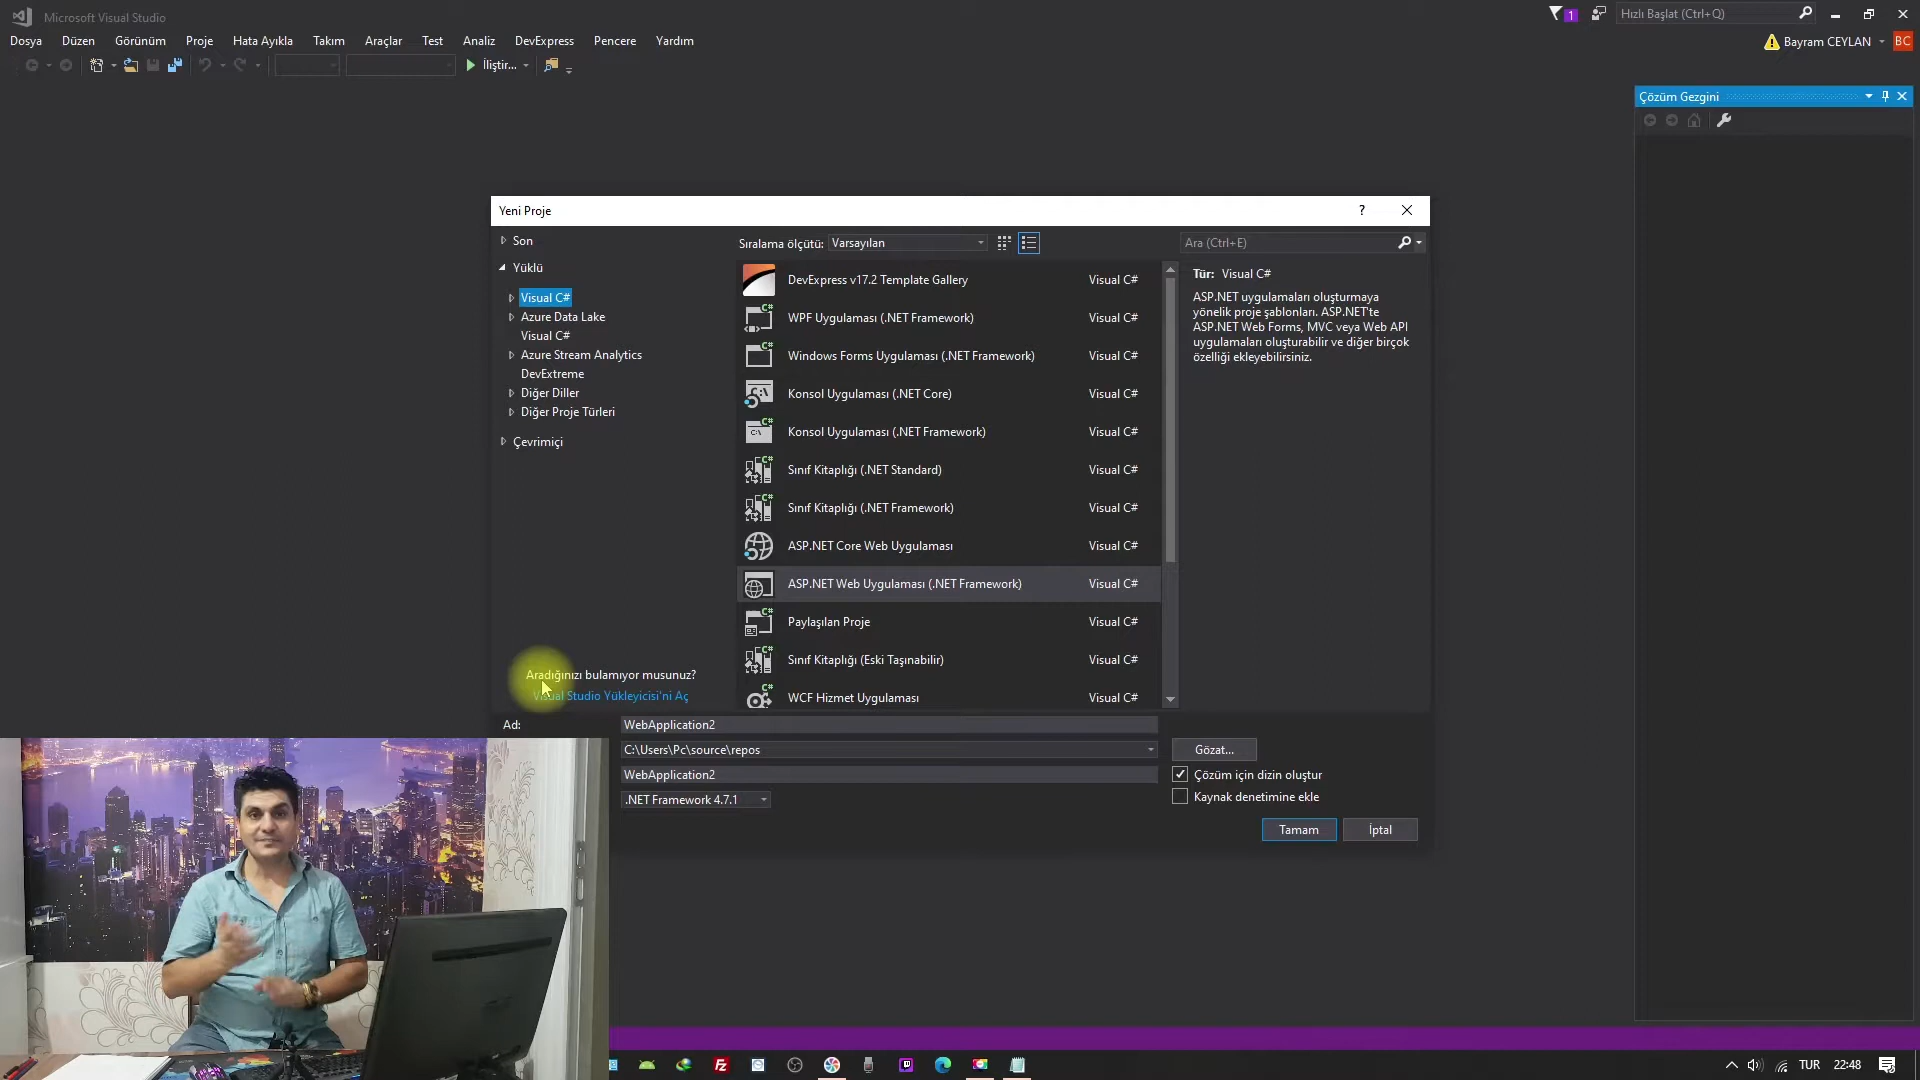 Microsoft Visual Studio
1
Hızlı Başlat (Ctrl+Q)
Dosya Düzen Görünüm Proje Hata Ayıkla Takım Araçlar Test Analiz DevExpress Pencere Yardım
Bayram CEYLAN BC
İliştir...
Çözüm Gezgini
Yeni Proje
?
Son
Yüklü
Visual C#
Azure Data Lake
Visual C#
Azure Stream Analytics
DevExtreme
Diğer Diller
Diğer Proje Türleri
Çevrimiçi
Aradığınızı bulamıyor musunuz?
Visual Studio Yükleyicisi'ni Aç
Sıralama ölçütü: Varsayılan
DevExpress v17.2 Template Gallery Visual C#
WPF Uygulaması (.NET Framework) Visual C#
Windows Forms Uygulaması (.NET Framework) Visual C#
Konsol Uygulaması (.NET Core) Visual C#
Konsol Uygulaması (.NET Framework) Visual C#
Sınıf Kitaplığı (.NET Standard) Visual C#
Sınıf Kitaplığı (.NET Framework) Visual C#
ASP.NET Core Web Uygulaması Visual C#
ASP.NET Web Uygulaması (.NET Framework) Visual C#
Paylaşılan Proje Visual C#
Sınıf Kitaplığı (Eski Taşınabilir) Visual C#
WCF Hizmet Uygulaması Visual C#
Ara (Ctrl+E)
Tür: Visual C#
ASP.NET uygulamaları oluşturmaya
yönelik proje şablonları. ASP.NET'te
ASP.NET Web Forms, MVC veya Web API
uygulamaları oluşturabilir ve diğer birçok
özelliği ekleyebilirsiniz.
Ad: WebApplication2
C:\Users\Pc\source\repos
Gözat...
WebApplication2
Çözüm için dizin oluştur
.NET Framework 4.7.1
Kaynak denetimine ekle
Tamam İptal
TUR 22:48